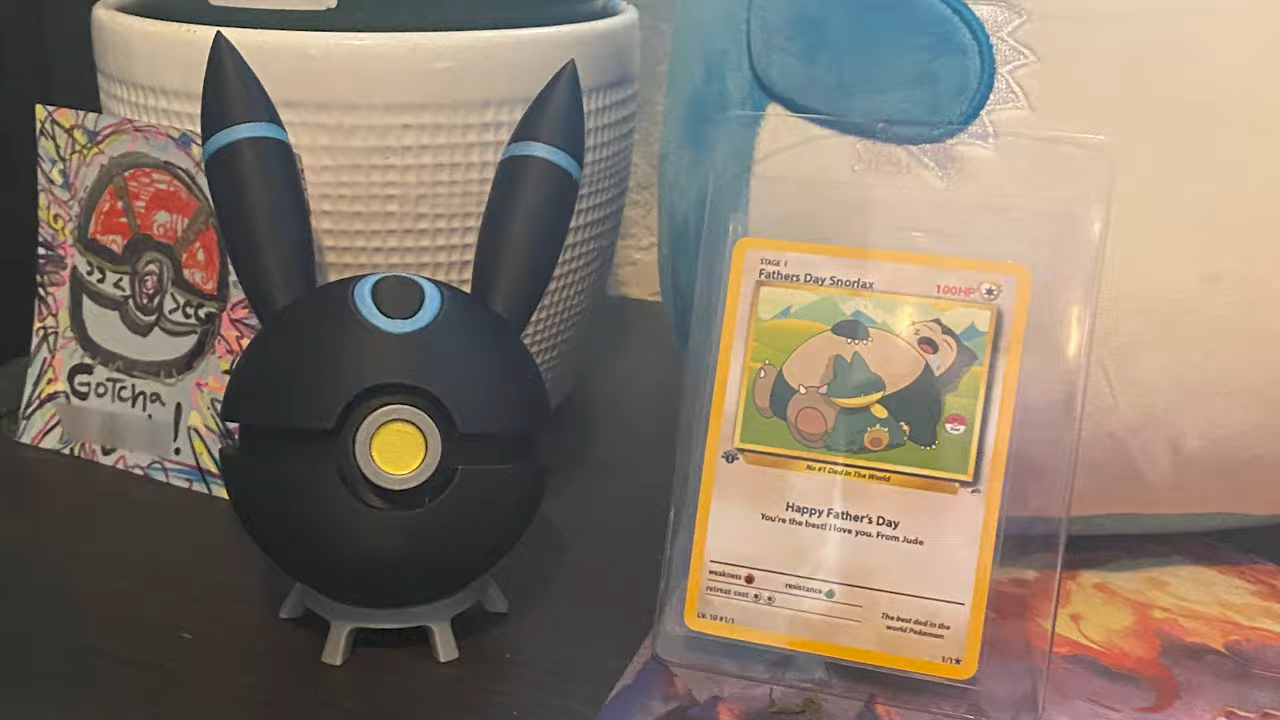 GoTcha!
STAGE 1
Fathers Day Snorlax
100HP
No #1 Dad In The World
Happy Father's Day
You're the best! I love you. From Jude
weakness
resistance
retreat cost
LV. 10 #1/1
The best dad in the
world Pokemon
1/1★